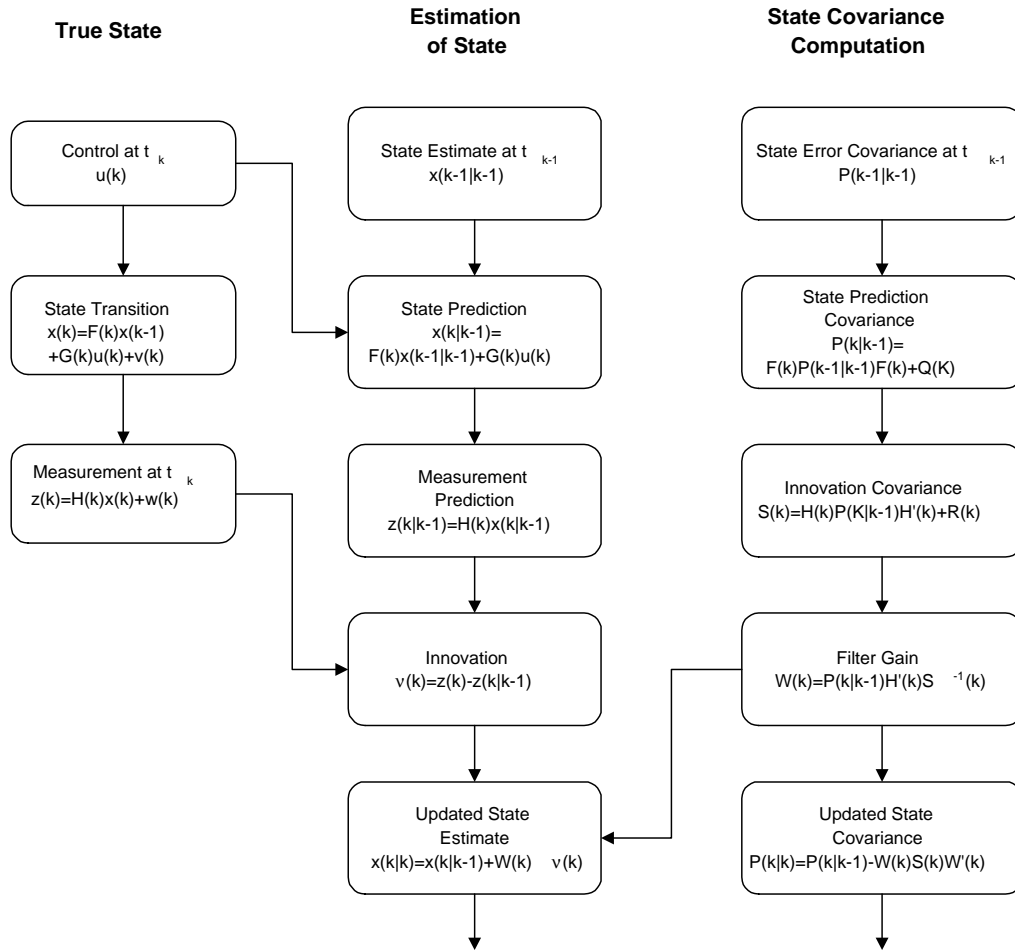 True State
Estimation
of State
State Covariance
Computation
Control at t k
u(k)
State Estimate at t k-1
x(k-1|k-1)
State Error Covariance at t k-1
P(k-1|k-1)
State Transition
x(k)=F(k)x(k-1)
+G(k)u(k)+v(k)
State Prediction
x(k|k-1)=
F(k)x(k-1|k-1)+G(k)u(k)
State Prediction
Covariance
P(k|k-1)=
F(k)P(k-1|k-1)F(k)+Q(K)
Measurement at t k
z(k)=H(k)x(k)+w(k)
Measurement
Prediction
z(k|k-1)=H(k)x(k|k-1)
Innovation Covariance
S(k)=H(k)P(K|k-1)H'(k)+R(k)
Innovation
ν(k)=z(k)-z(k|k-1)
Filter Gain
W(k)=P(k|k-1)H'(k)S -1 (k)
Updated State
Estimate
x(k|k)=x(k|k-1)+W(k) ν(k)
Updated State
Covariance
P(k|k)=P(k|k-1)-W(k)S(k)W'(k)